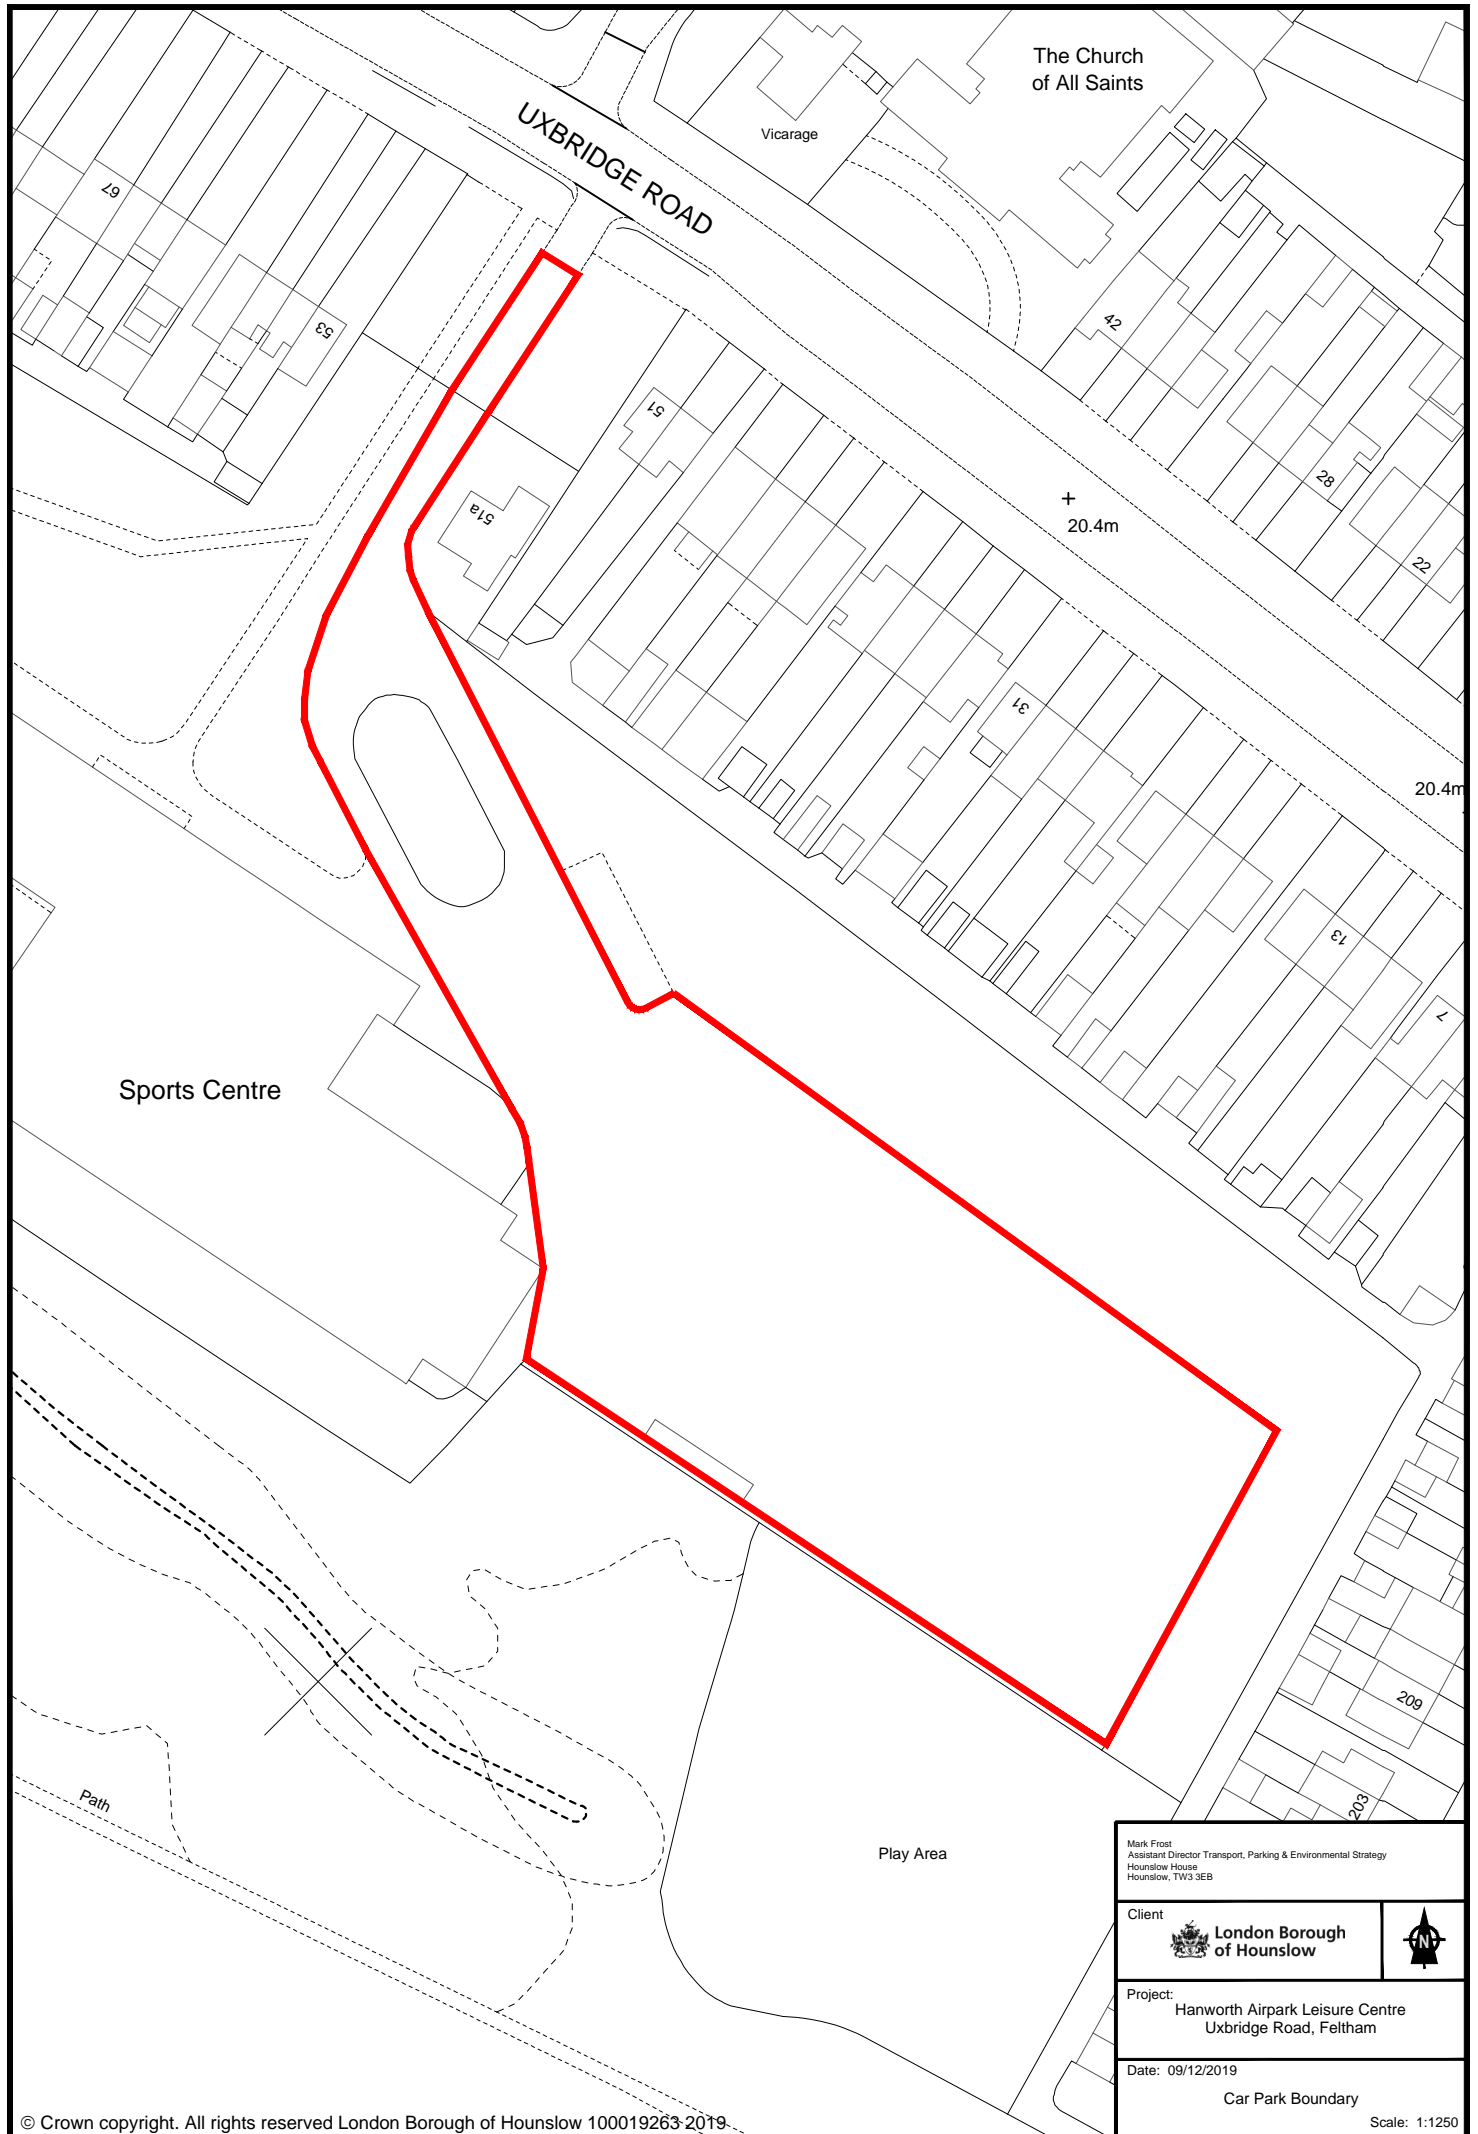 The Church
of All Saints
Vicarage
UXBRIDGE ROAD
67
53
51
51a
42
28
22
20.4m
31
20.4m
13
7
Sports Centre
209
203
Path
Play Area
Mark Frost
Assistant Director Transport, Parking & Environmental Strategy
Hounslow House
Hounslow, TW3 3EB
Client
London Borough
of Hounslow
N
Project:
Hanworth Airpark Leisure Centre
Uxbridge Road, Feltham
Date: 09/12/2019
Car Park Boundary
Scale: 1:1250
© Crown copyright. All rights reserved London Borough of Hounslow 100019263 2019